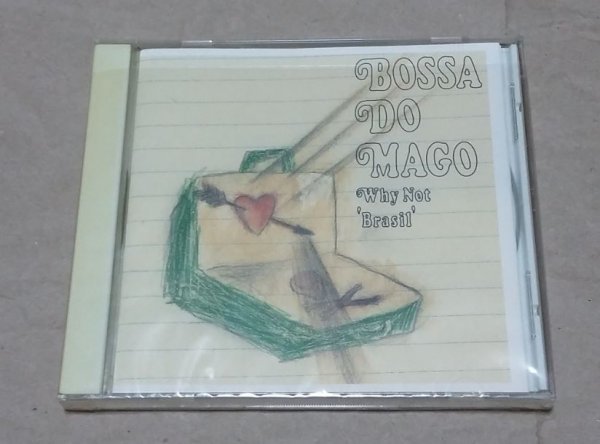 BOSSA
DO
MAGO
Why Not
'Brasil'